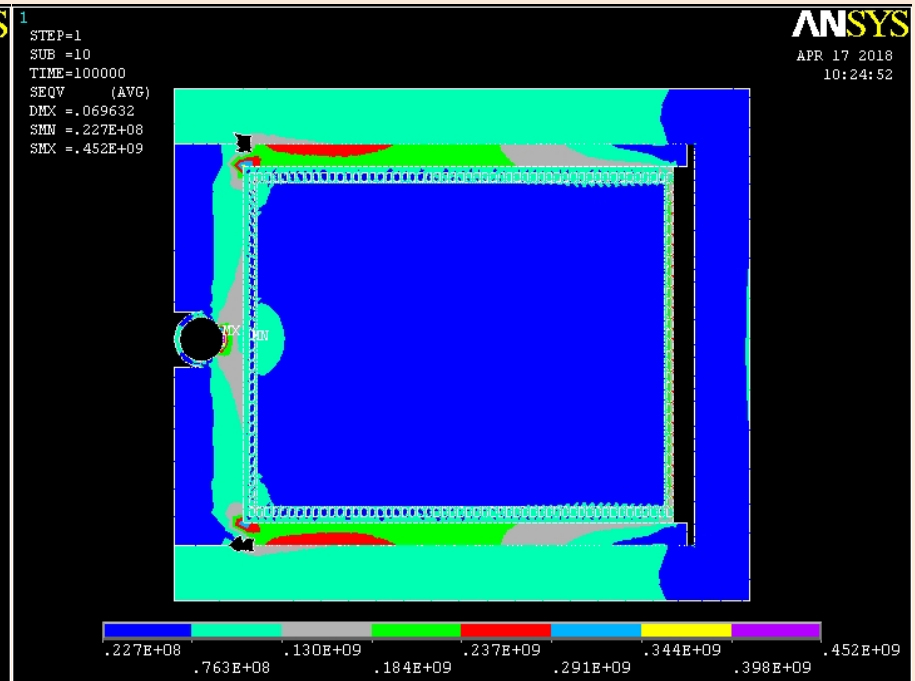 S
1
ANSYS
STEP=1
SUB =10
TIME=100000
SEQV (AVG)
DMX =.069632
SMN =.227E+08
SMX =.452E+09
APR 17 2018
10:24:52
MX
MN
.227E+08 .130E+09 .237E+09 .344E+09 .452E+09
.763E+08 .184E+09 .291E+09 .398E+09